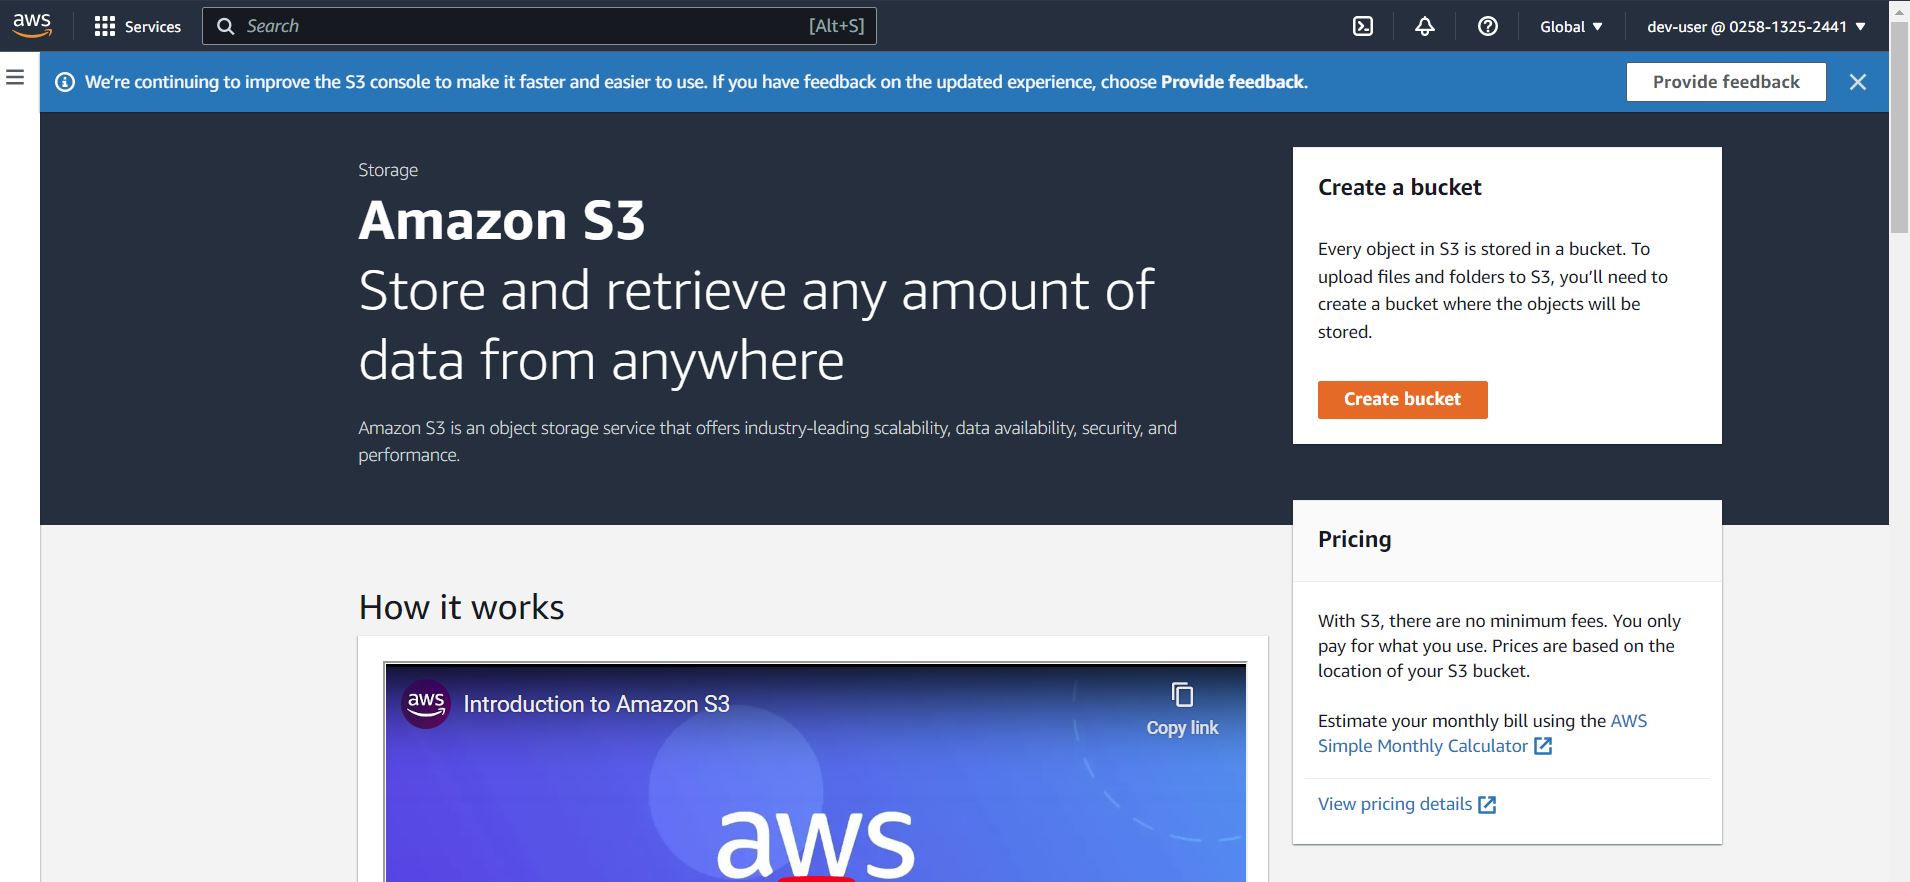 aws
Services
Search
[Alt+S]
Global
dev-user @ 0258-1325-2441
We're continuing to improve the S3 console to make it faster and easier to use. If you have feedback on the updated experience, choose Provide feedback.
Provide feedback
Storage
Amazon S3
Store and retrieve any amount of
data from anywhere
Amazon S3 is an object storage service that offers industry-leading scalability, data availability, security, and
performance.
Create a bucket
Every object in S3 is stored in a bucket. To
upload files and folders to S3, you'll need to
create a bucket where the objects will be
stored.
Create bucket
Pricing
With S3, there are no minimum fees. You only
pay for what you use. Prices are based on the
location of your S3 bucket.
Estimate your monthly bill using the AWS
Simple Monthly Calculator
View pricing details
How it works
aws
Introduction to Amazon S3
Copy link
aws